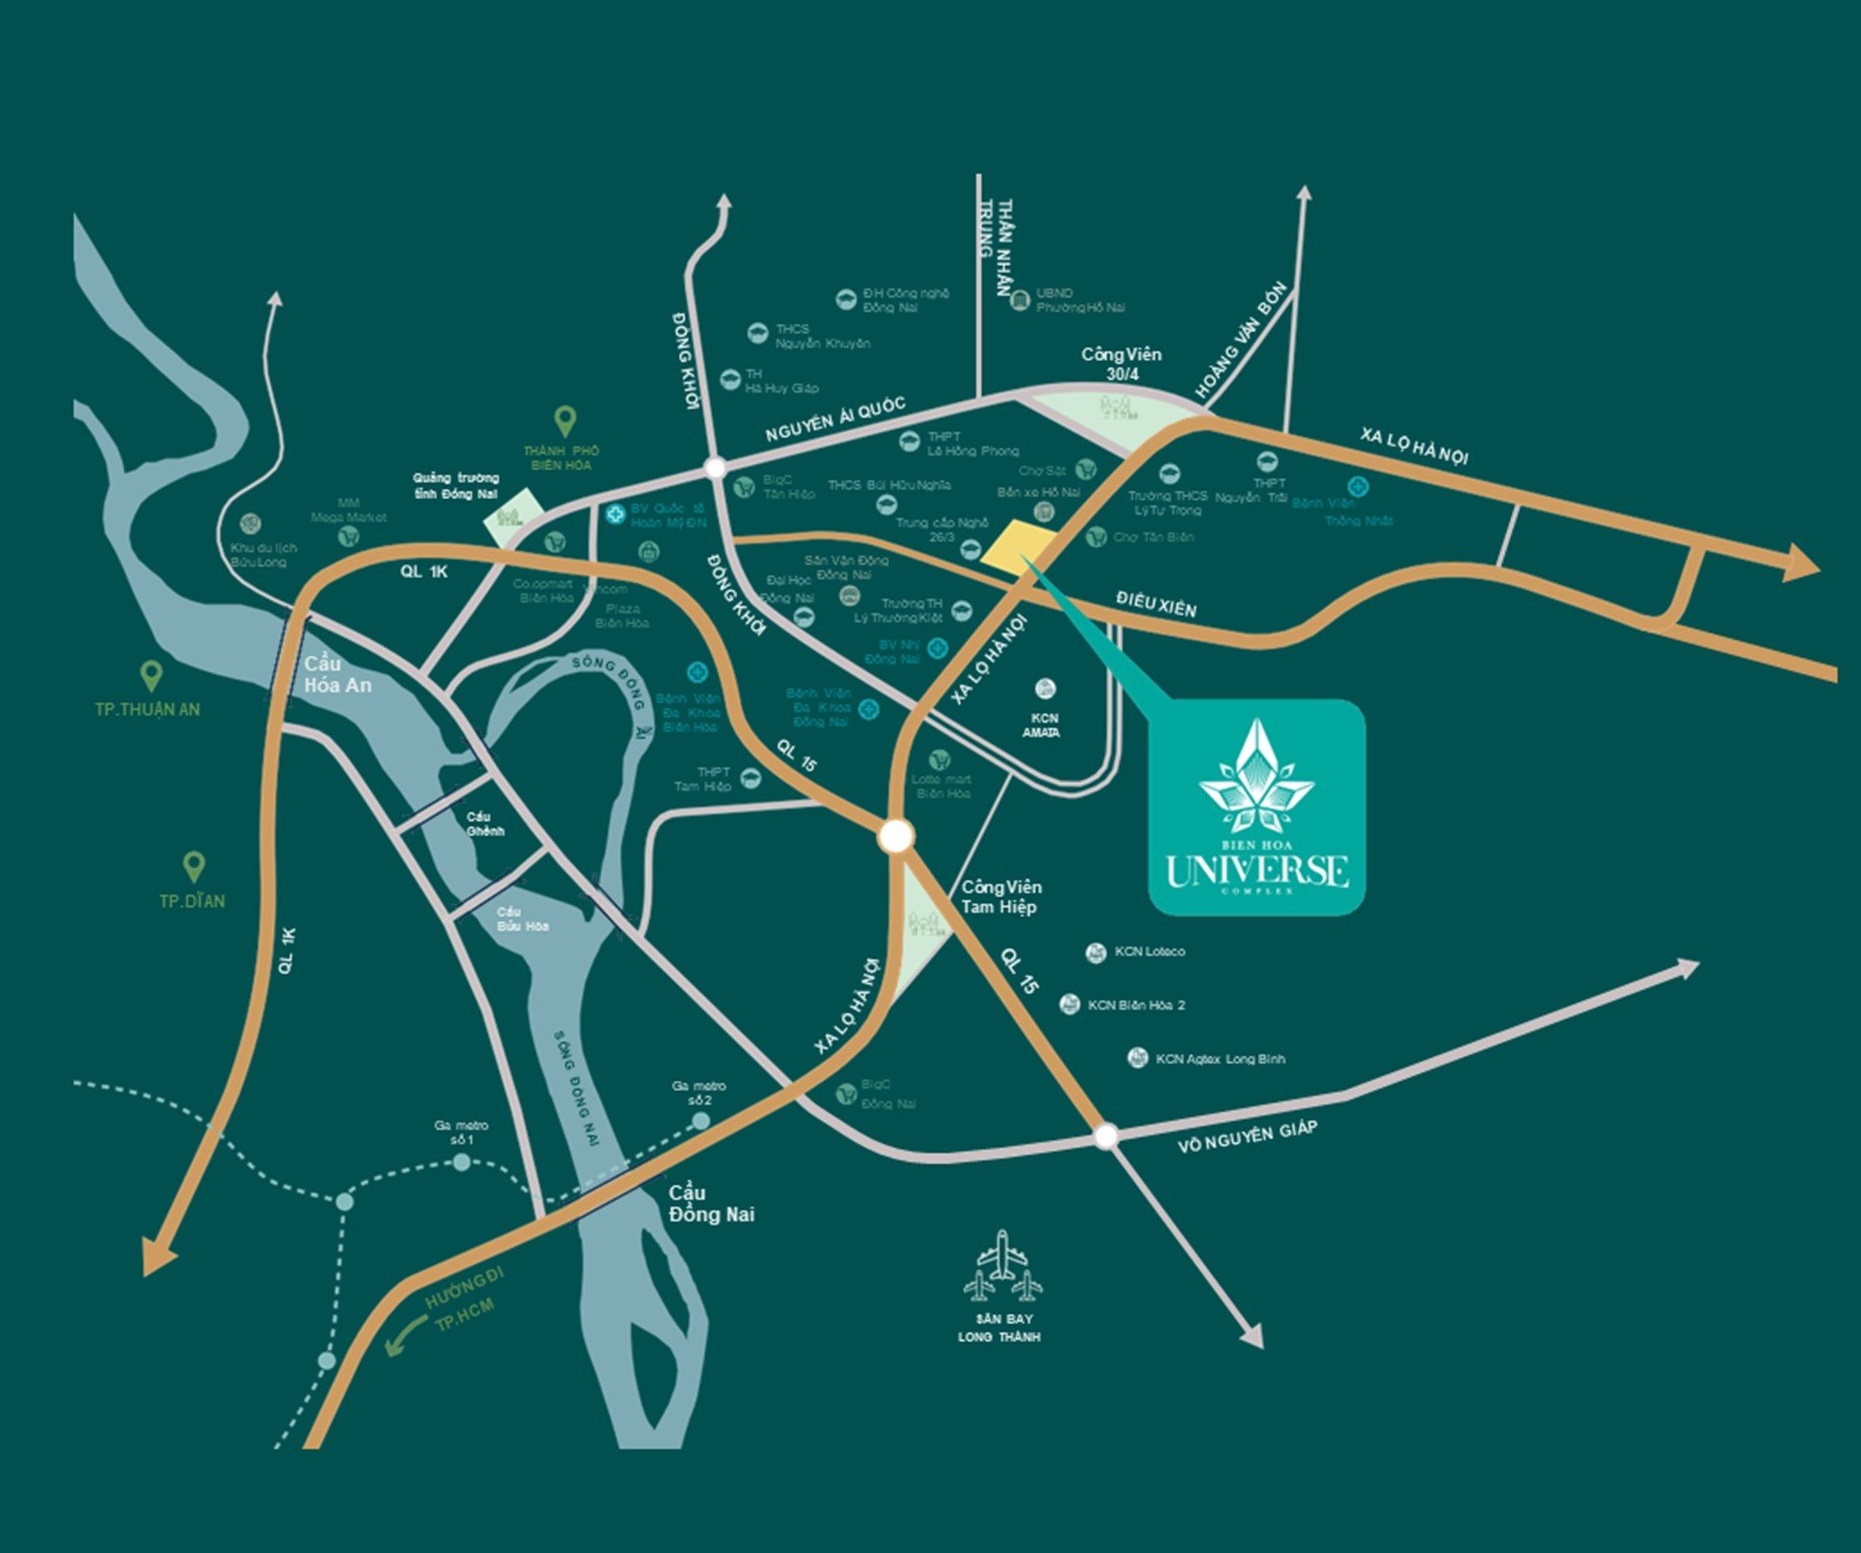 THÂN NHÂN
TRUNG
ĐH Công nghệ
Đồng Nai
UBND
Phường Hố Nai
HOÀNG VĂN BỔN
ĐỒNG KHỞI
THCS
Nguyễn Khuyến
Công Viên
30/4
TH
Hà Huy Giáp
NGUYỄN ÁI QUỐC
THÀNH PHỐ
BIÊN HÒA
THPT
Lê Hồng Phong
XA LỘ HÀ NỘI
Quảng trường
tỉnh Đồng Nai
Chợ Sặt
BigC
Tân Hiệp
THCS Bùi Hữu Nghĩa
Bến xe Hố Nai
Trường THCS
Lý Tự Trọng
THPT
Nguyễn Trãi
Bệnh Viện
Thống Nhất
MM
Mega Market
BV Quốc tế
Hoàn Mỹ ĐN
Trung cấp Nghề
26/3
Chợ Tân Biên
Khu du lịch
Bửu Long
QL 1K
Co.opmart
Biên Hòa
Vincom
Plaza
Biên Hòa
ĐỒNG KHỞI
Sân Vận Động
Đồng Nai
Đại Học
Đồng Nai
Trường TH
Lý Thường Kiệt
ĐIỂU XIỂN
XA LỘ HÀ NỘI
BV Nhi
Đồng Nai
Cầu
Hóa An
SÔNG ĐỒNG NAI
Bệnh Viện
Đa Khoa
Biên Hòa
Bệnh Viện
Đa Khoa
Đồng Nai
TP.THUẬN AN
KCN
AMATA
QL 15
THPT
Tam Hiệp
Lotte mart
Biên Hòa
Cầu
Ghềnh
BIEN HOA
UNIVERSE
COMPLEX
TP.DĨ AN
Công Viên
Tam Hiệp
Cầu
Bửu Hòa
QL 1K
QL 15
KCN Loteco
KCN Biên Hòa 2
XA LỘ HÀ NỘI
KCN Agtex Long Bình
SÔNG ĐỒNG NAI
Ga metro
số 2
BigC
Đồng Nai
Ga metro
số 1
VÕ NGUYÊN GIÁP
Cầu
Đồng Nai
HƯỚNG ĐI
TP.HCM
SÂN BAY
LONG THÀNH